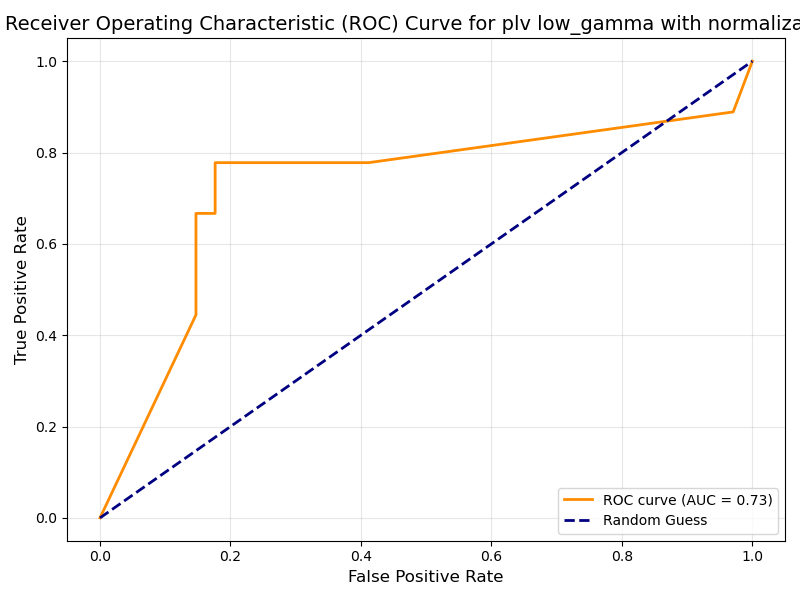 Receiver Operating Characteristic (ROC) Curve for plv low_gamma with normaliza
1.0
0.8
0.6
0.4
0.2
0.0
True Positive Rate
0.0 0.2 0.4 0.6 0.8 1.0
False Positive Rate
ROC curve (AUC = 0.73)
Random Guess